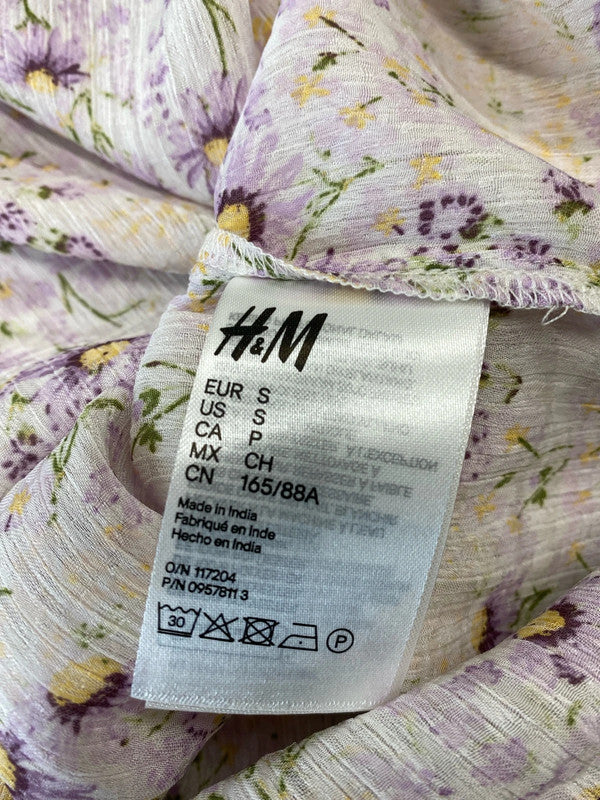 H&M
EUR S
US S
CA P
MX CH
CN 165/88A
Made in India
Fabriqué en Inde
Hecho en India
O/N 117204
P/N 0957811 3
30
P